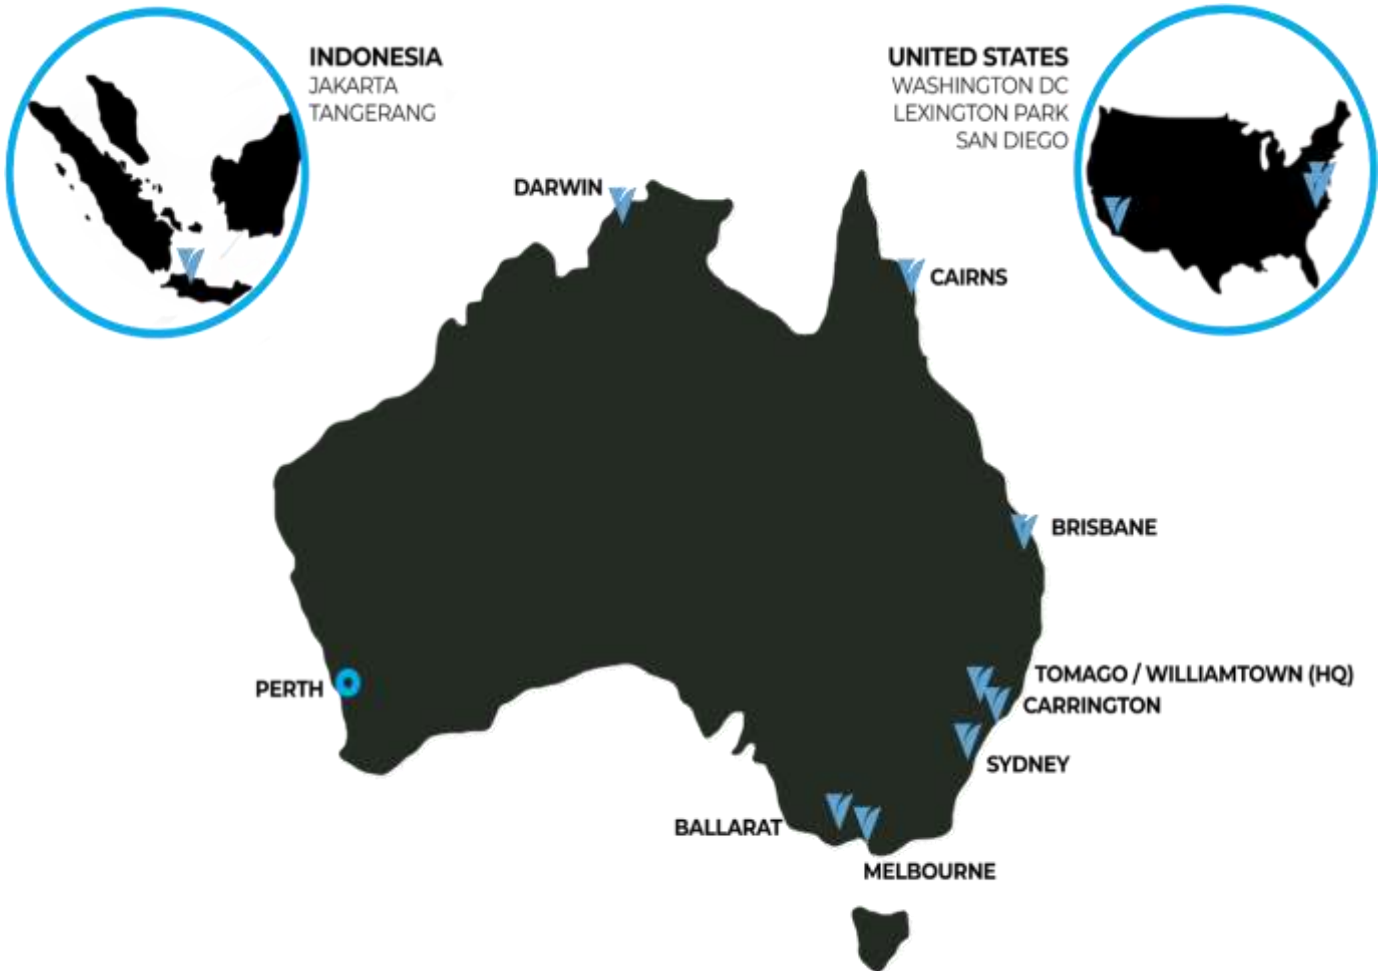 INDONESIA
JAKARTA
TANGERANG
UNITED STATES
WASHINGTON DC
LEXINGTON PARK
SAN DIEGO
DARWIN
CAIRNS
BRISBANE
PERTH
TOMAGO / WILLIAMTOWN (HQ)
CARRINGTON
SYDNEY
BALLARAT
MELBOURNE